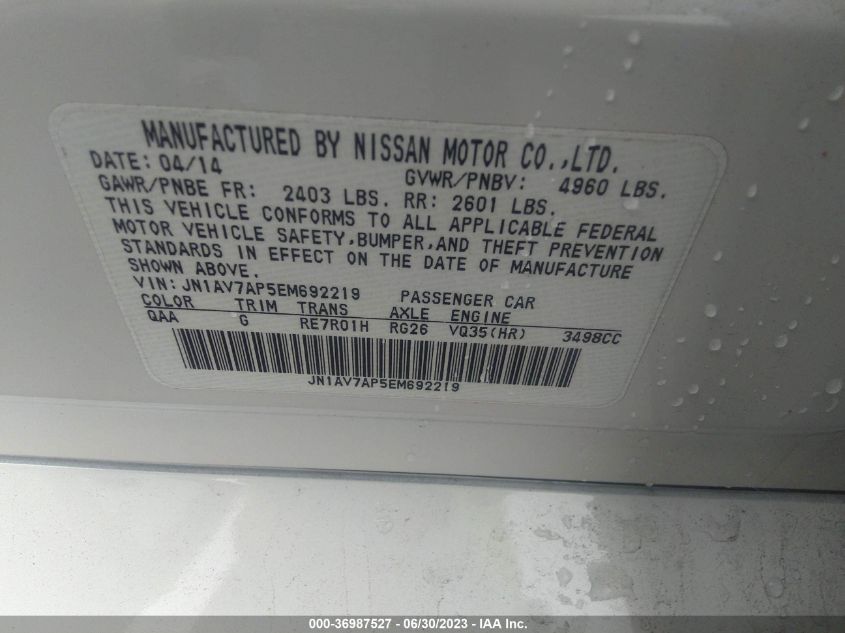 MANUFACTURED BY NISSAN MOTOR CO.,LTD.
DATE: 04/14 GVWR/PNBV: 4960 LBS.
GAWR/PNBE FR: 2403 LBS. RR: 2601 LBS.
THIS VEHICLE CONFORMS TO ALL APPLICABLE FEDERAL
MOTOR VEHICLE SAFETY,BUMPER,AND THEFT PREVENTION
STANDARDS IN EFFECT ON THE DATE OF MANUFACTURE
SHOWN ABOVE.
VIN: JN1AV7AP5EM692219 PASSENGER CAR
COLOR TRIM TRANS AXLE ENGINE
QAA G RE7R01H RG26 VQ35(HR) 3498CC
JN1AV7AP5EM692219
000-36987527 - 06/30/2023 - IAA Inc.